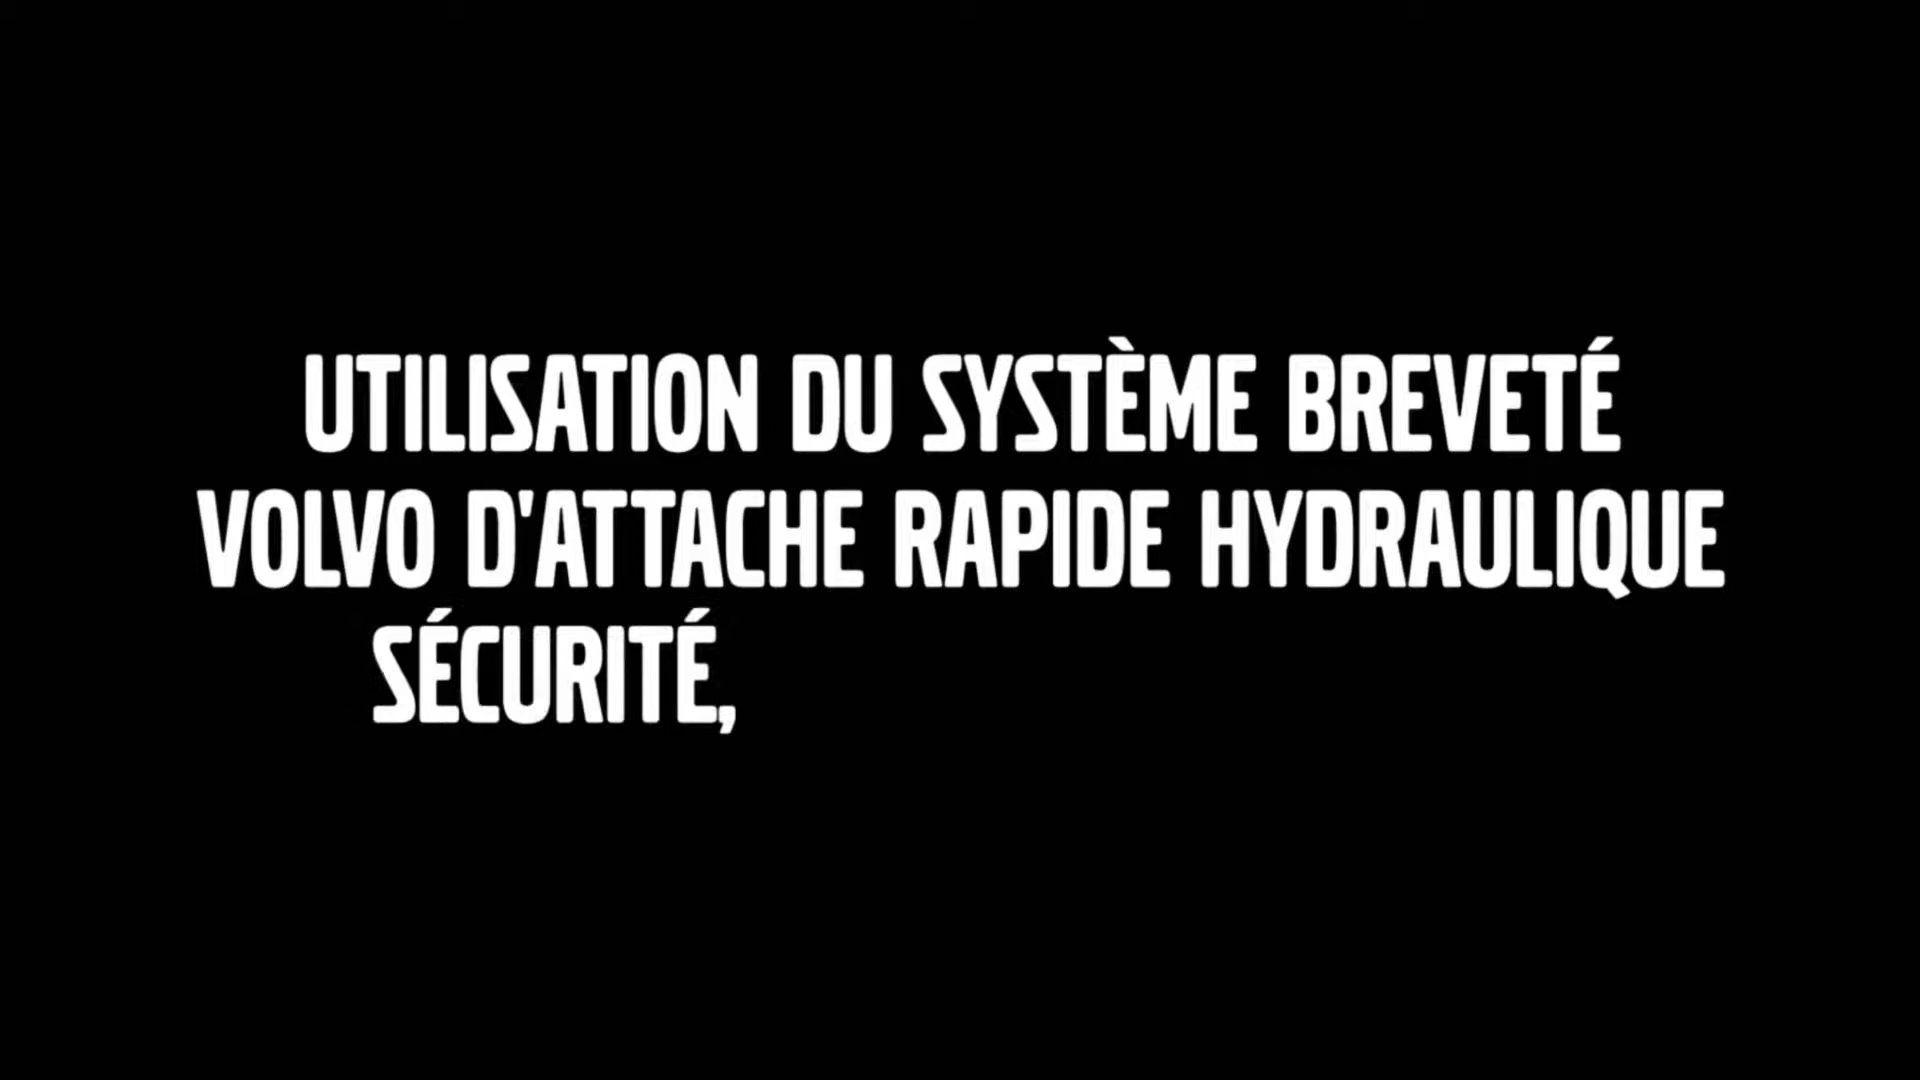 UTILISATION DU SYSTÈME BREVETÉ
VOLVO D'ATTACHE RAPIDE HYDRAULIQUE
SÉCURITÉ,